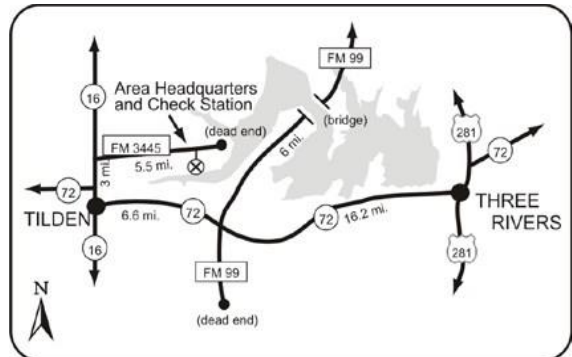 FM 99
Area Headquarters
and Check Station
16
(dead end)
(bridge)
FM 3445
5.5 mi.
6 mi.
281
72
3 mi.
72
TILDEN
6.6 mi.
72
72
16.2 mi.
THREE
RIVERS
16
281
FM 99
N
(dead end)